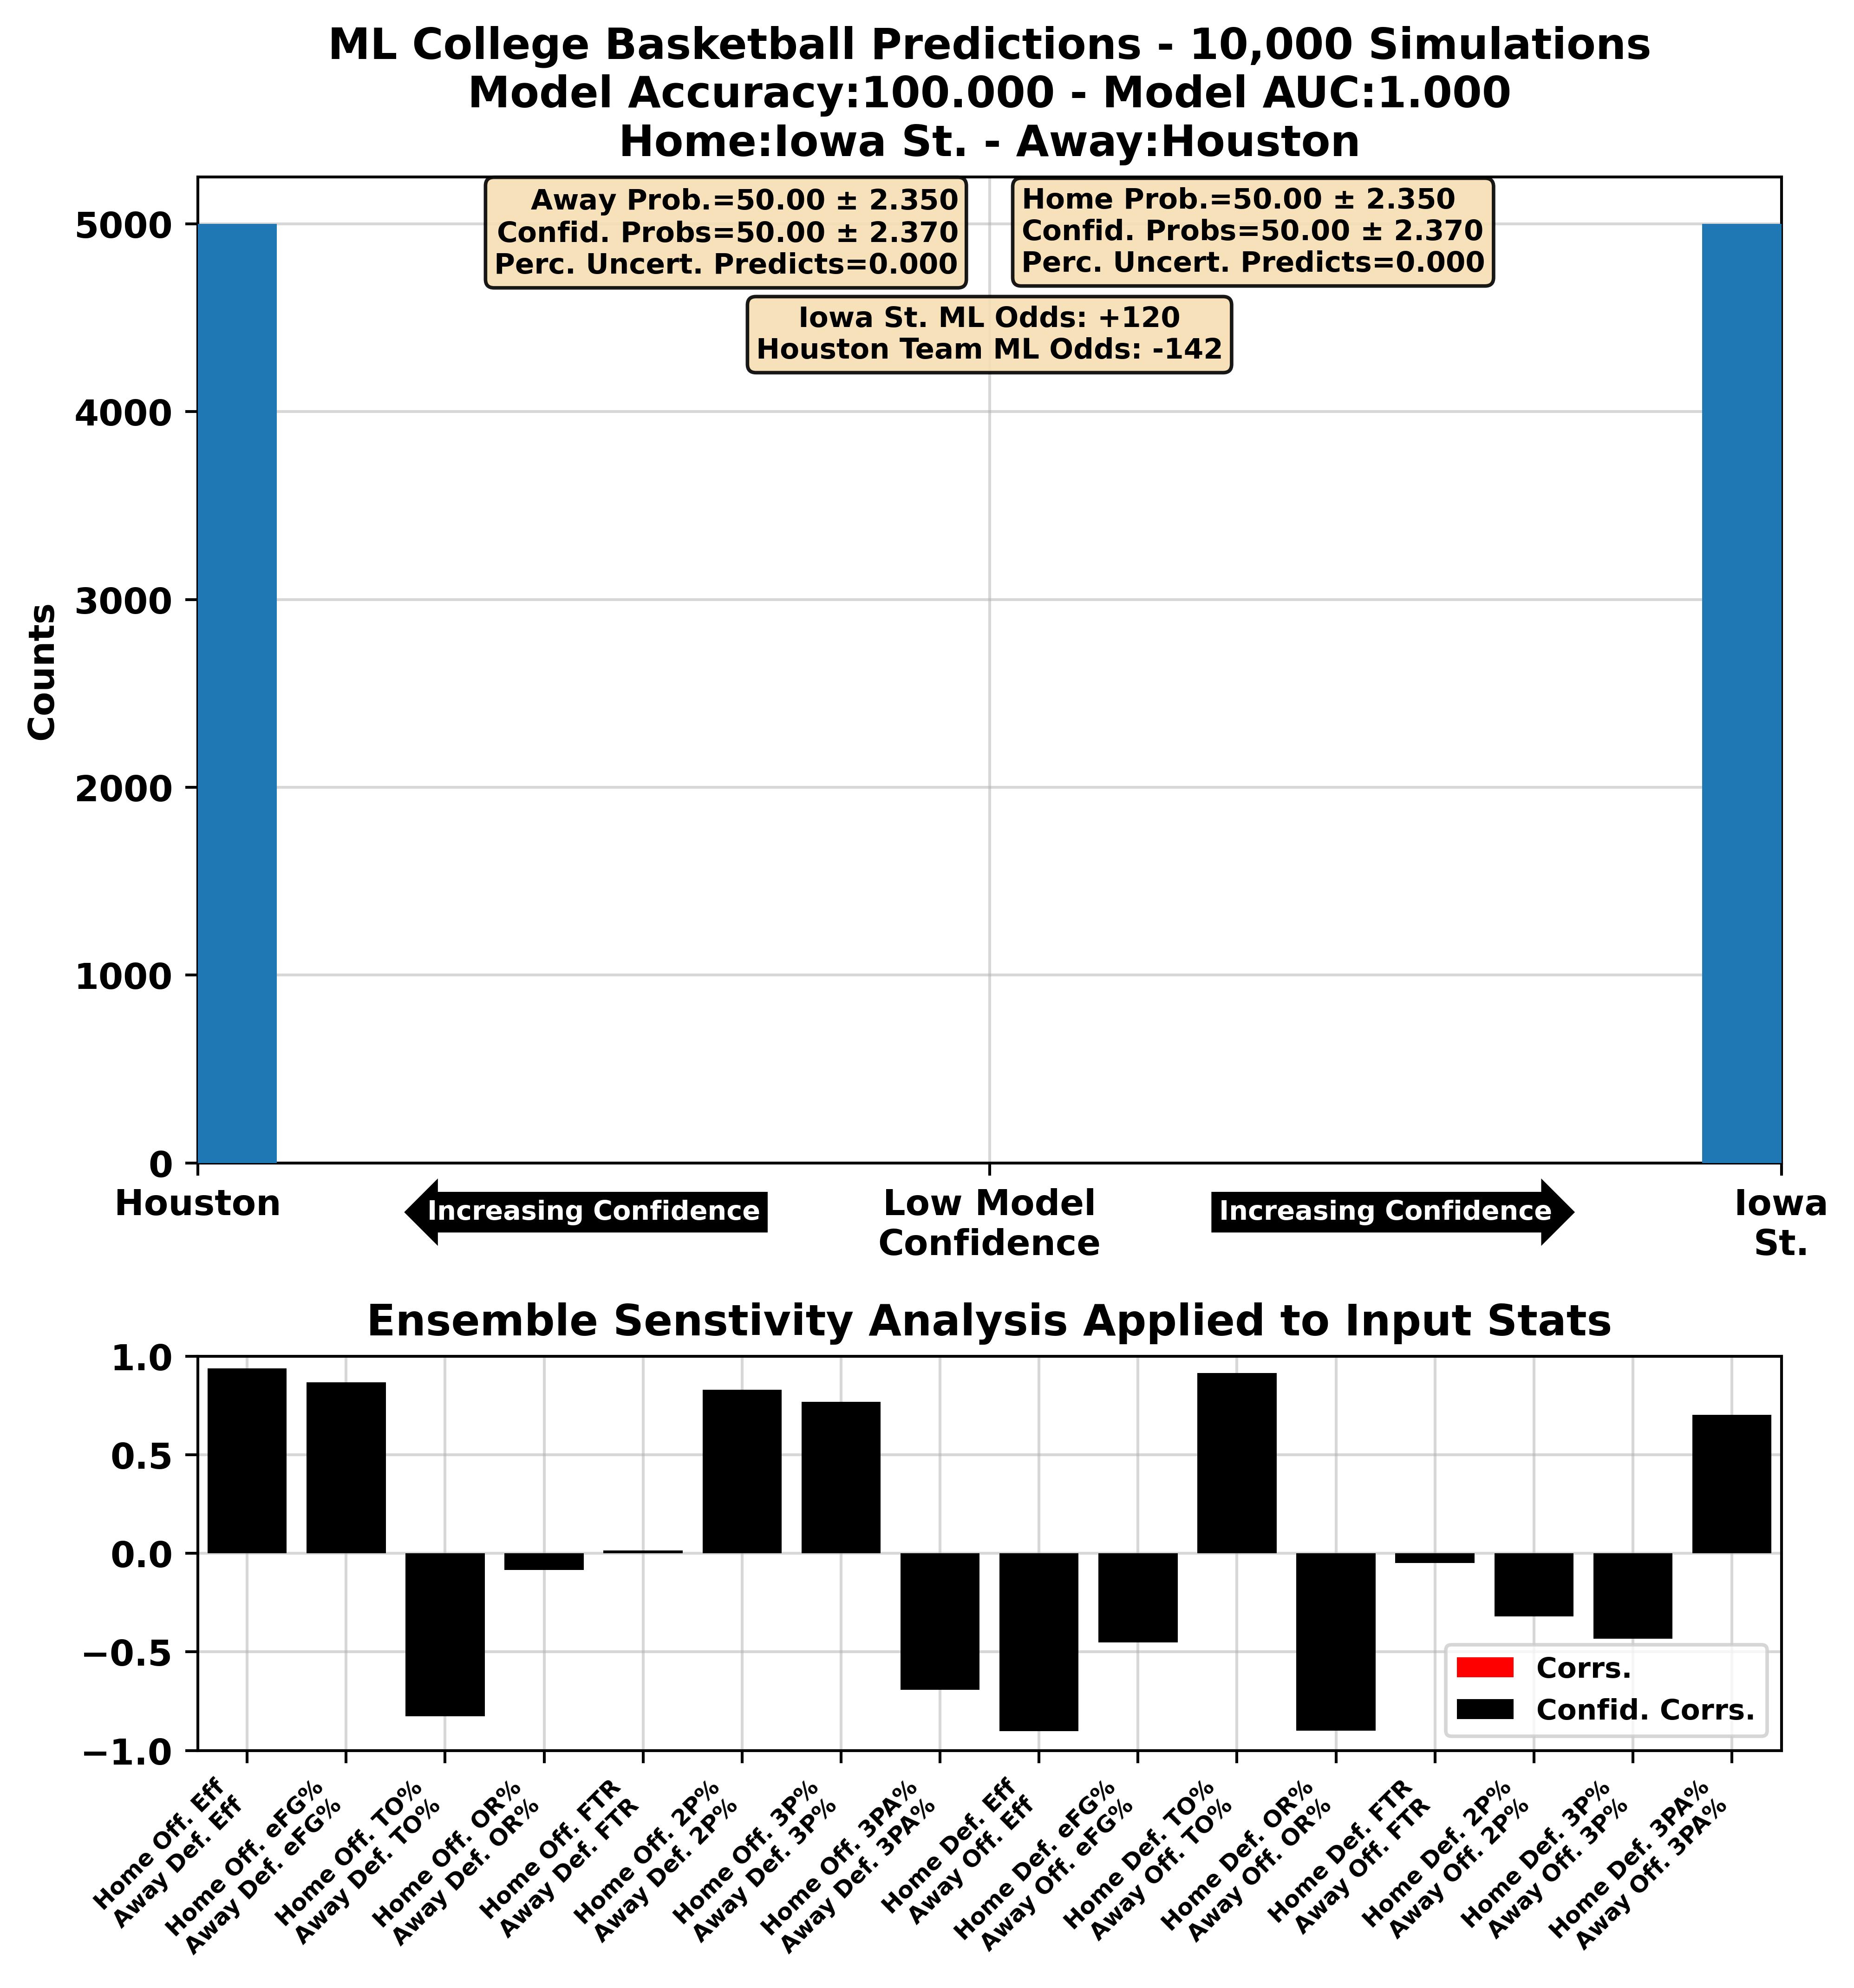 ML College Basketball Predictions - 10,000 Simulations
Model Accuracy:100.000 - Model AUC:1.000
Home:Iowa St. - Away:Houston
Away Prob.=50.00 ± 2.350
Confid. Probs=50.00 ± 2.370
Perc. Uncert. Predicts=0.000
Home Prob.=50.00 ± 2.350
Confid. Probs=50.00 ± 2.370
Perc. Uncert. Predicts=0.000
Iowa St. ML Odds: +120
Houston Team ML Odds: -142
5000
4000
3000
2000
1000
0
Counts
Houston
Increasing Confidence
Low Model
Confidence
Increasing Confidence
Iowa
St.
Ensemble Senstivity Analysis Applied to Input Stats
1.0
0.5
0.0
−0.5
−1.0
Corrs.
Confid. Corrs.
Home Off. Eff
Away Def. Eff
Home Off. eFG%
Away Def. eFG%
Home Off. TO%
Away Def. TO%
Home Off. OR%
Away Def. OR%
Home Off. FTR
Away Def. FTR
Home Off. 2P%
Away Def. 2P%
Home Off. 3P%
Away Def. 3P%
Home Off. 3PA%
Away Def. 3PA%
Home Def. Eff
Away Off. Eff
Home Def. eFG%
Away Off. eFG%
Home Def. TO%
Away Off. TO%
Home Def. OR%
Away Off. OR%
Home Def. FTR
Away Off. FTR
Home Def. 2P%
Away Off. 2P%
Home Def. 3P%
Away Off. 3P%
Home Def. 3PA%
Away Off. 3PA%